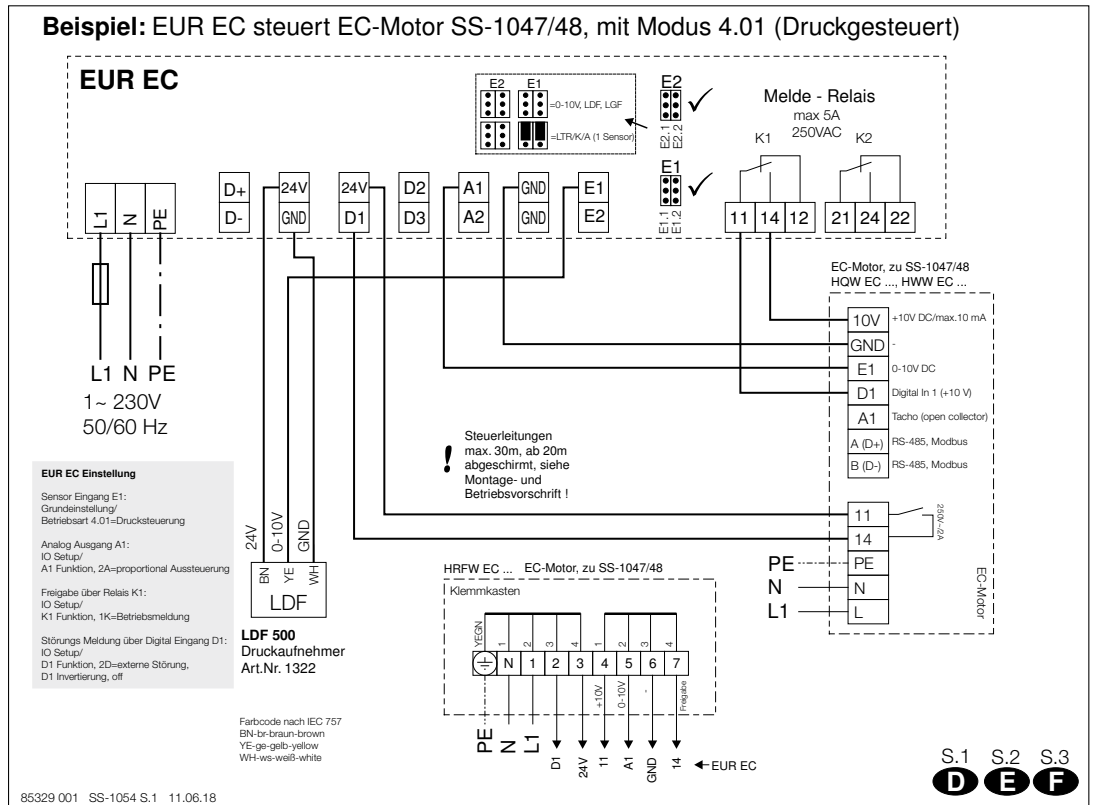 Beispiel: EUR EC steuert EC-Motor SS-1047/48, mit Modus 4.01 (Druckgesteuert)
EUR EC
E2 E1
=0-10V, LDF, LGF
=LTR/K/A (1 Sensor)
E2
E2.1
E2.2
E1
E1.1
E1.2
Melde - Relais
max 5A
250VAC
K1 K2
L1 N PE
D+ 24V 24V D2 A1 GND E1
D- GND D1 D3 A2 GND E2
11 14 12 21 24 22
L1 N PE
1~ 230V
50/60 Hz
EC-Motor, zu SS-1047/48
HQW EC ..., HWW EC ...
10V +10V DC/max.10 mA
GND -
E1 0-10V DC
D1 Digital In 1 (+10 V)
A1 Tacho (open collector)
A (D+) RS-485, Modbus
B (D-) RS-485, Modbus
11
14
250V~/2A
PE PE
N N
L1 L
EC-Motor
! Steuerleitungen
max. 30m, ab 20m
abgeschirmt, siehe
Montage- und
Betriebsvorschrift !
EUR EC Einstellung
Sensor Eingang E1:
Grundeinstellung/
Betriebsart 4.01=Drucksteuerung
Analog Ausgang A1:
IO Setup/
A1 Funktion, 2A=proportional Aussteuerung
Freigabe über Relais K1:
IO Setup/
K1 Funktion, 1K=Betriebsmeldung
Störungs Meldung über Digital Eingang D1:
IO Setup/
D1 Funktion, 2D=externe Störung,
D1 Invertierung, off
24V 0-10V GND
BN YE WH
LDF
LDF 500
Druckaufnehmer
Art.Nr. 1322
Farbcode nach IEC 757
BN-br-braun-brown
YE-ge-gelb-yellow
WH-ws-weiß-white
HRFW EC ... EC-Motor, zu SS-1047/48
Klemmkasten
YEGN 1 2 3 4 1 2 3 4
N 1 2 3 4 5 6 7
+10V 0-10V - Freigabe
PE N L1 D1 24V 11 A1 GND 14 EUR EC
S.1 S.2 S.3
D E F
85329 001 SS-1054 S.1 11.06.18